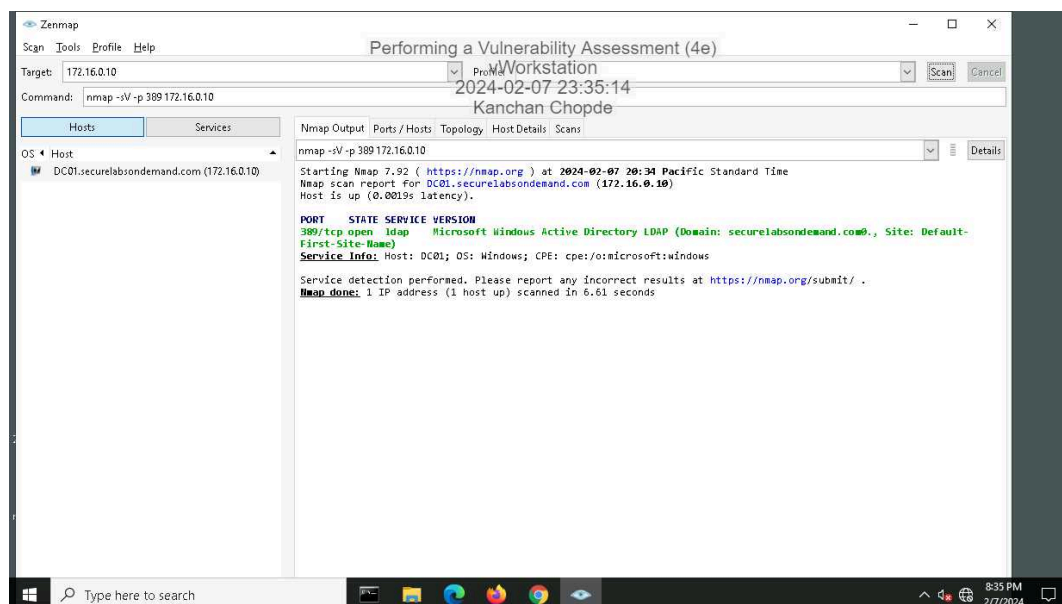 Zenmap
Scan Tools Profile Help
Performing a Vulnerability Assessment (4e)
vWorkstation
2024-02-07 23:35:14
Kanchan Chopde
Target: 172.16.0.10 Profile: Scan Cancel
Command: nmap -sV -p 389 172.16.0.10
Hosts Services
Nmap Output Ports / Hosts Topology Host Details Scans
OS Host
nmap -sV -p 389 172.16.0.10 Details
DC01.securelabsondemand.com (172.16.0.10)
Starting Nmap 7.92 ( https://nmap.org ) at 2024-02-07 20:34 Pacific Standard Time
Nmap scan report for DC01.securelabsondemand.com (172.16.0.10)
Host is up (0.0019s latency).
PORT STATE SERVICE VERSION
389/tcp open ldap Microsoft Windows Active Directory LDAP (Domain: securelabsondemand.com0., Site: Default-
First-Site-Name)
Service Info: Host: DC01; OS: Windows; CPE: cpe:/o:microsoft:windows
Service detection performed. Please report any incorrect results at https://nmap.org/submit/ .
Nmap done: 1 IP address (1 host up) scanned in 6.61 seconds
Type here to search
8:35 PM
2/7/2024